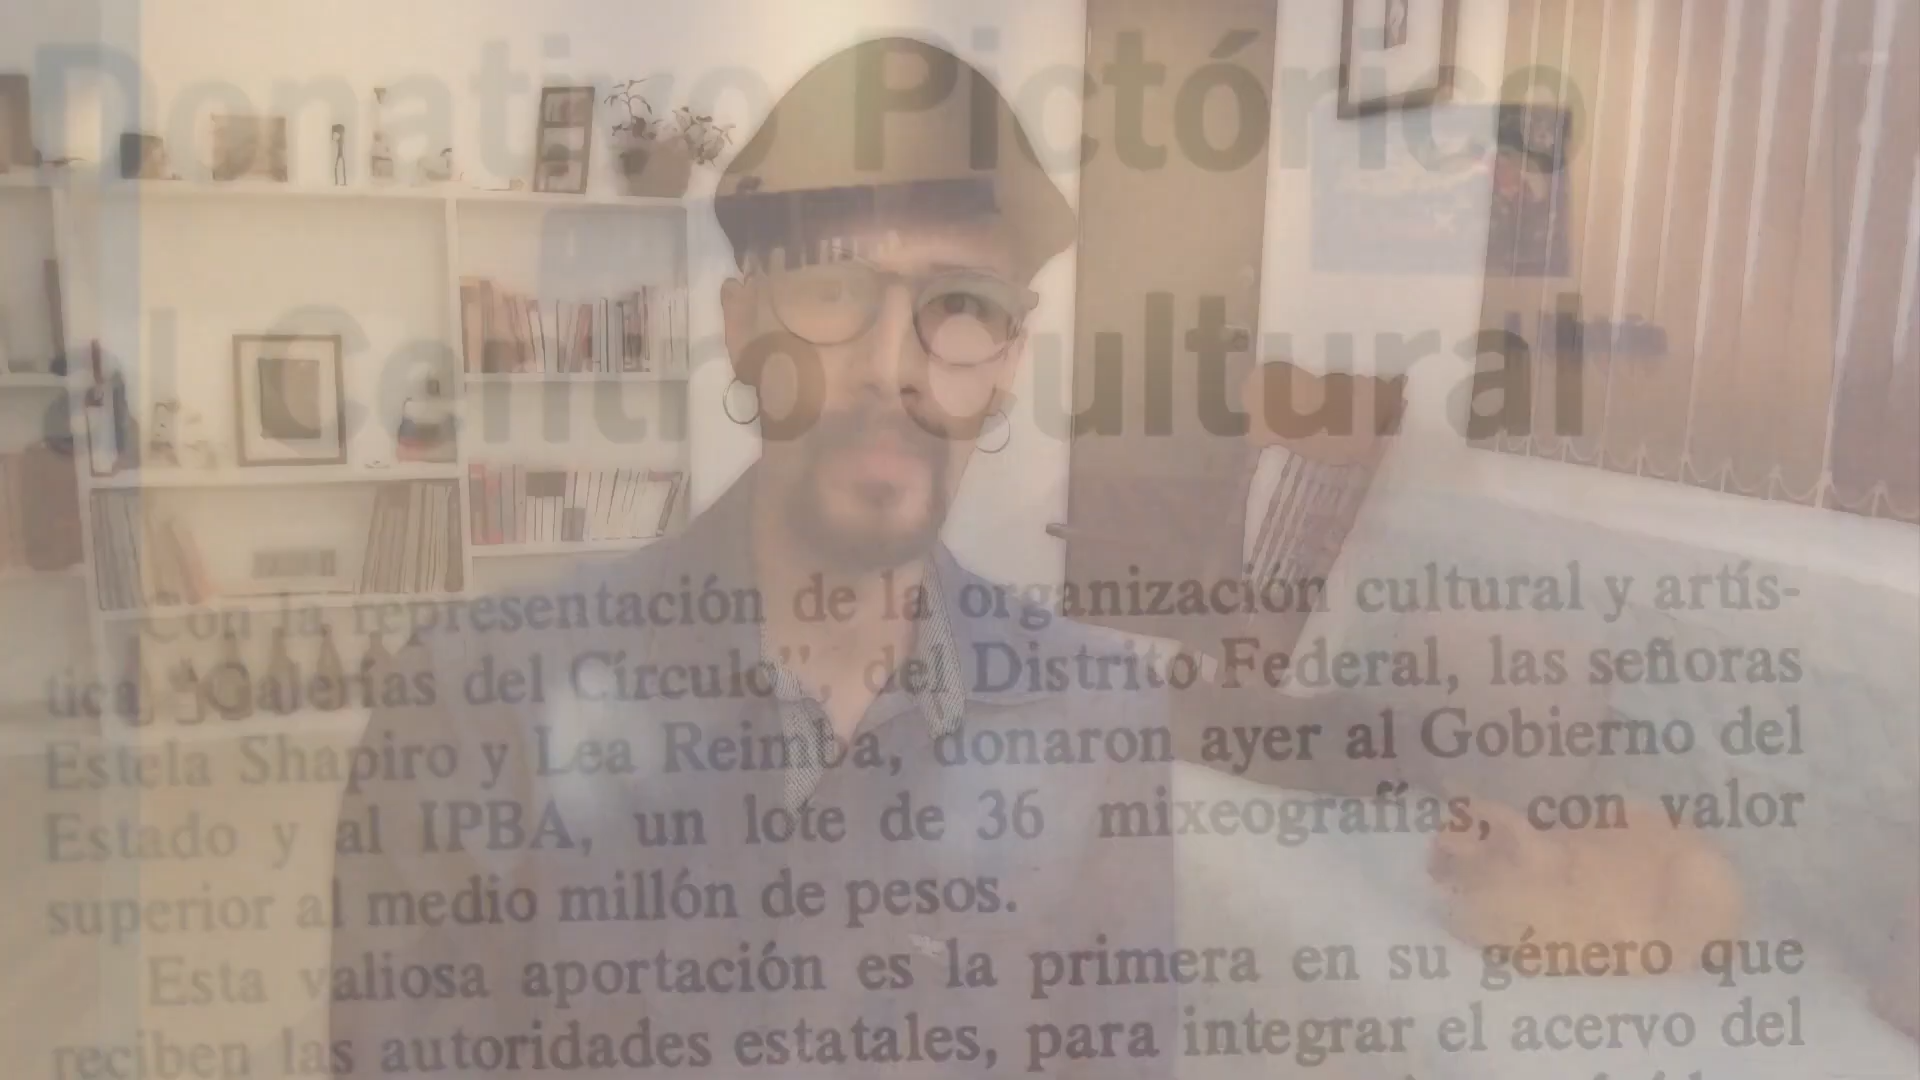 Donativo Pictórico
al Centro Cultural
Con la representación de la organización cultural y artís-
tica "Galerías del Círculo", del Distrito Federal, las señoras
Estela Shapiro y Lea Reimba, donaron ayer al Gobierno del
Estado y al IPBA, un lote de 36 mixeografías, con valor
superior al medio millón de pesos.
Esta valiosa aportación es la primera en su género que
reciben las autoridades estatales, para integrar el acervo del